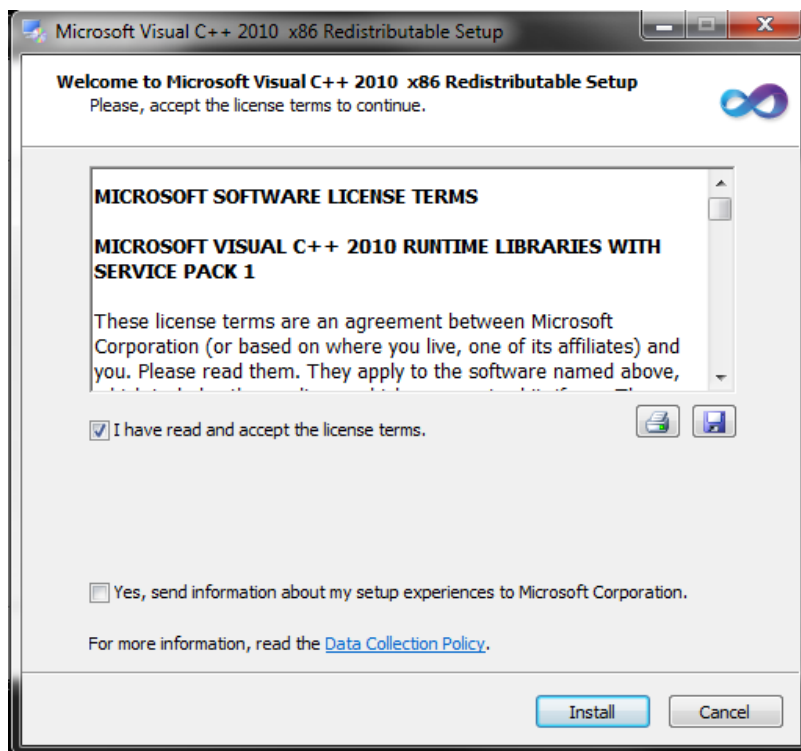 Microsoft Visual C++ 2010  x86 Redistributable Setup
Welcome to Microsoft Visual C++ 2010  x86 Redistributable Setup
Please, accept the license terms to continue.
MICROSOFT SOFTWARE LICENSE TERMS
MICROSOFT VISUAL C++ 2010 RUNTIME LIBRARIES WITH
SERVICE PACK 1
These license terms are an agreement between Microsoft
Corporation (or based on where you live, one of its affiliates) and
you. Please read them. They apply to the software named above,
I have read and accept the license terms.
Yes, send information about my setup experiences to Microsoft Corporation.
For more information, read the Data Collection Policy.
Install
Cancel